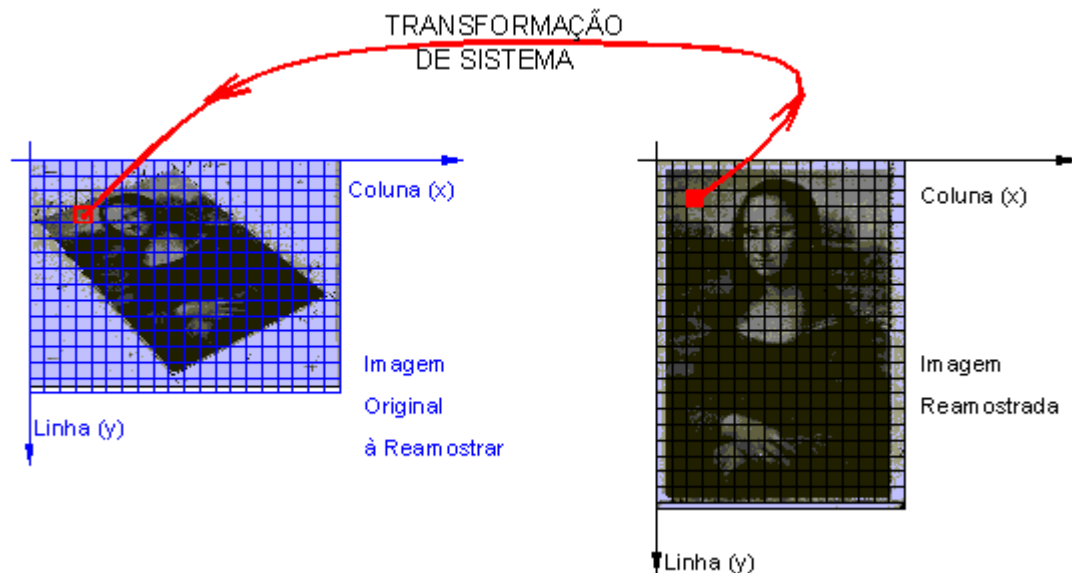 TRANSFORMAÇÃO
DE SISTEMA
Coluna (x)
Imagem
Original
à Reamostrar
Linha (y)
Coluna (x)
Imagem
Reamostrada
Linha (y)